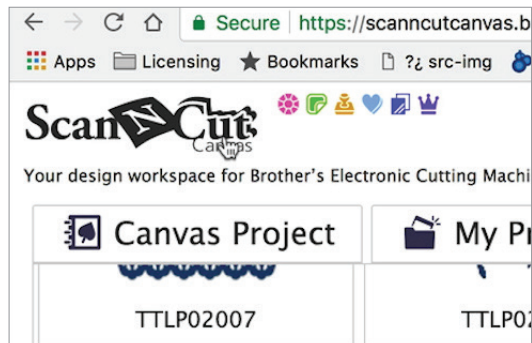 Secure https://scanncutcanvas.b
Apps Licensing Bookmarks ?¿ src-img
ScanNCut
Canvas
Your design workspace for Brother's Electronic Cutting Machi
Canvas Project My Pr
TTLP02007 TTLP02